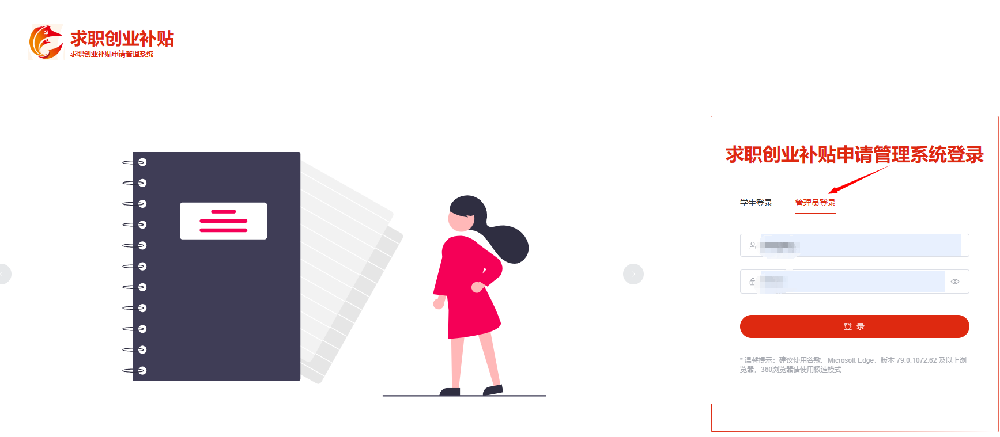 求职创业补贴
求职创业补贴申请管理系统
求职创业补贴申请管理系统登录
学生登录
管理员登录
登 录
* 温馨提示：建议使用谷歌、Microsoft Edge，版本 79.0.1072.62 及以上浏
览器，360浏览器请使用极速模式